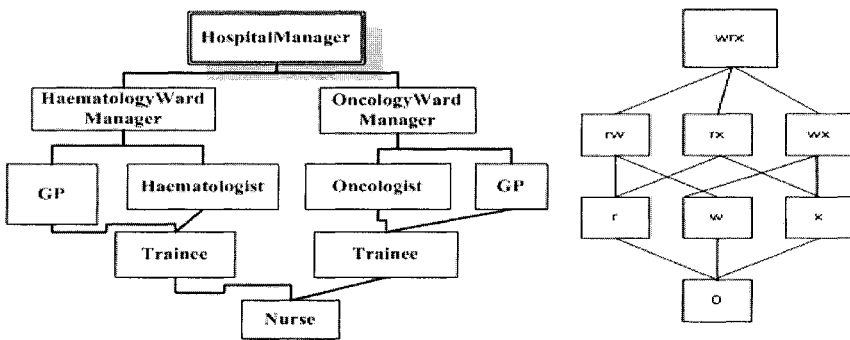 HospitalManager
HaematologyWard
Manager
OncologyWard
Manager
GP
Haematologist
Oncologist
GP
Trainee
Trainee
Nurse
wrx
rw
rx
wx
r
w
x
0